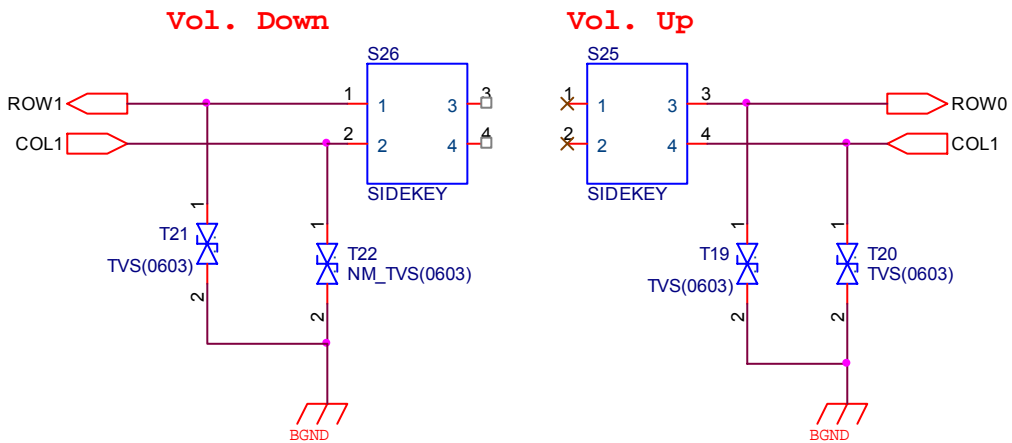 Vol. Down
Vol. Up
S26
S25
ROW1
1
1
3
3
1
1
3
3
ROW0
COL1
2
2
4
4
2
2
4
4
COL1
SIDEKEY
SIDEKEY
1
T21
TVS(0603)
2
1
T22
NM_TVS(0603)
2
1
T19
TVS(0603)
2
1
T20
TVS(0603)
2
BGND
BGND